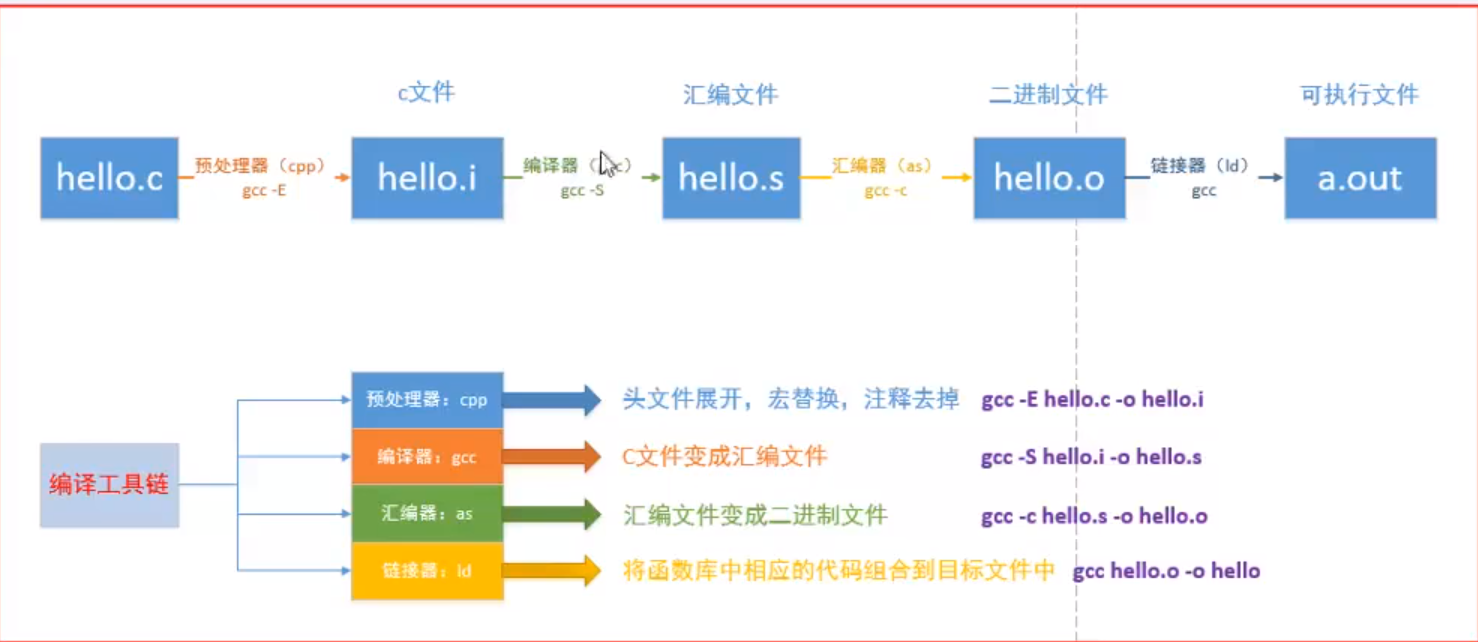 c文件
汇编文件
二进制文件
可执行文件
hello.c
预处理器（cpp）
gcc -E
hello.i
编译器（
gcc -S
hello.s
汇编器（as）
gcc -c
hello.o
链接器（ld）
gcc
a.out
编译工具链
预处理器：cpp
头文件展开，宏替换，注释去掉
gcc -E hello.c -o hello.i
编译器：gcc
C文件变成汇编文件
gcc -S hello.i -o hello.s
汇编器：as
汇编文件变成二进制文件
gcc -c hello.s -o hello.o
链接器：ld
将函数库中相应的代码组合到目标文件中
gcc hello.o -o hello